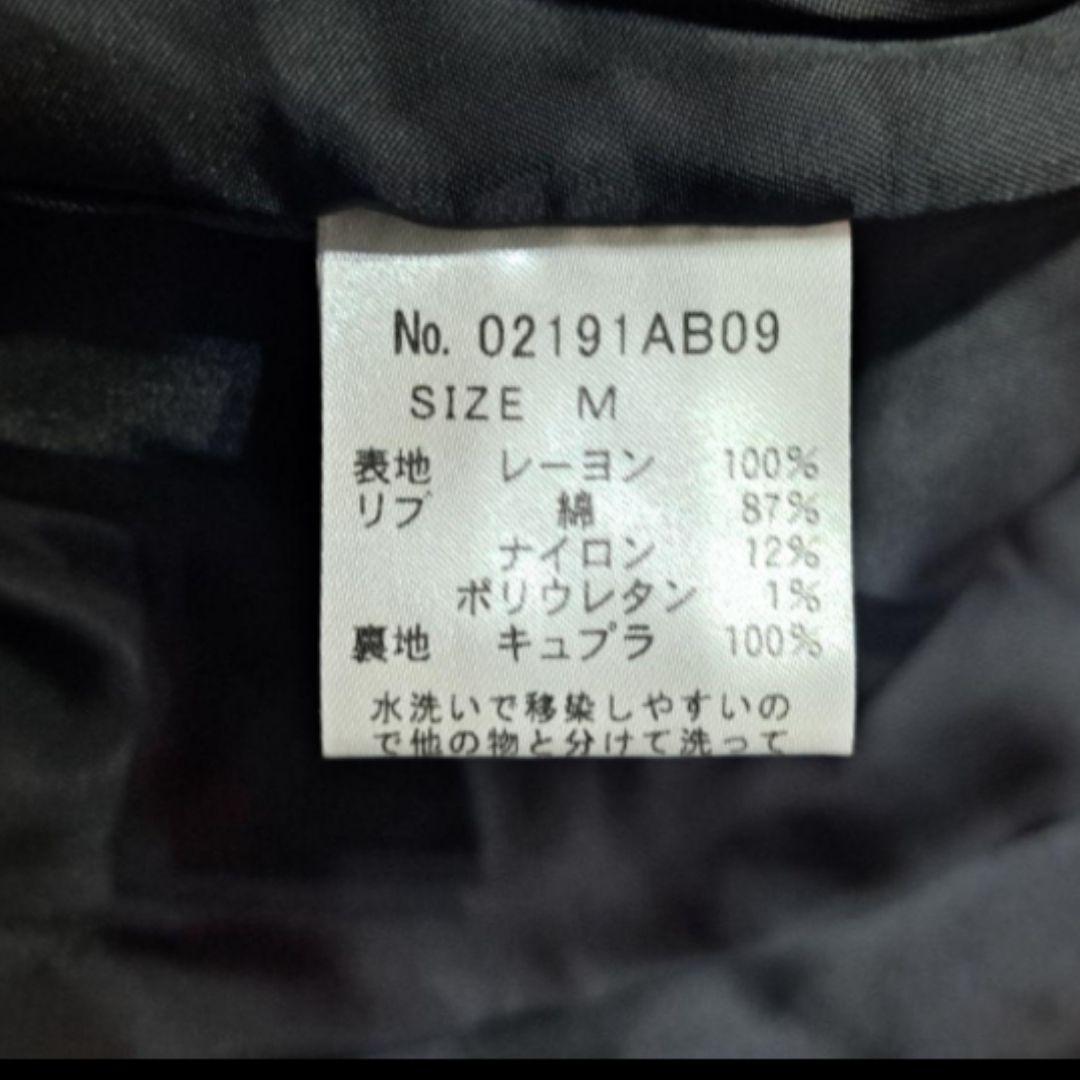 No. 02191AB09
SIZE M
表地 レーヨン 100%
リブ 綿 87%
ナイロン 12%
ポリウレタン 1%
裏地 キュプラ 100%
水洗いで移染しやすいの
で他の物と分けて洗って